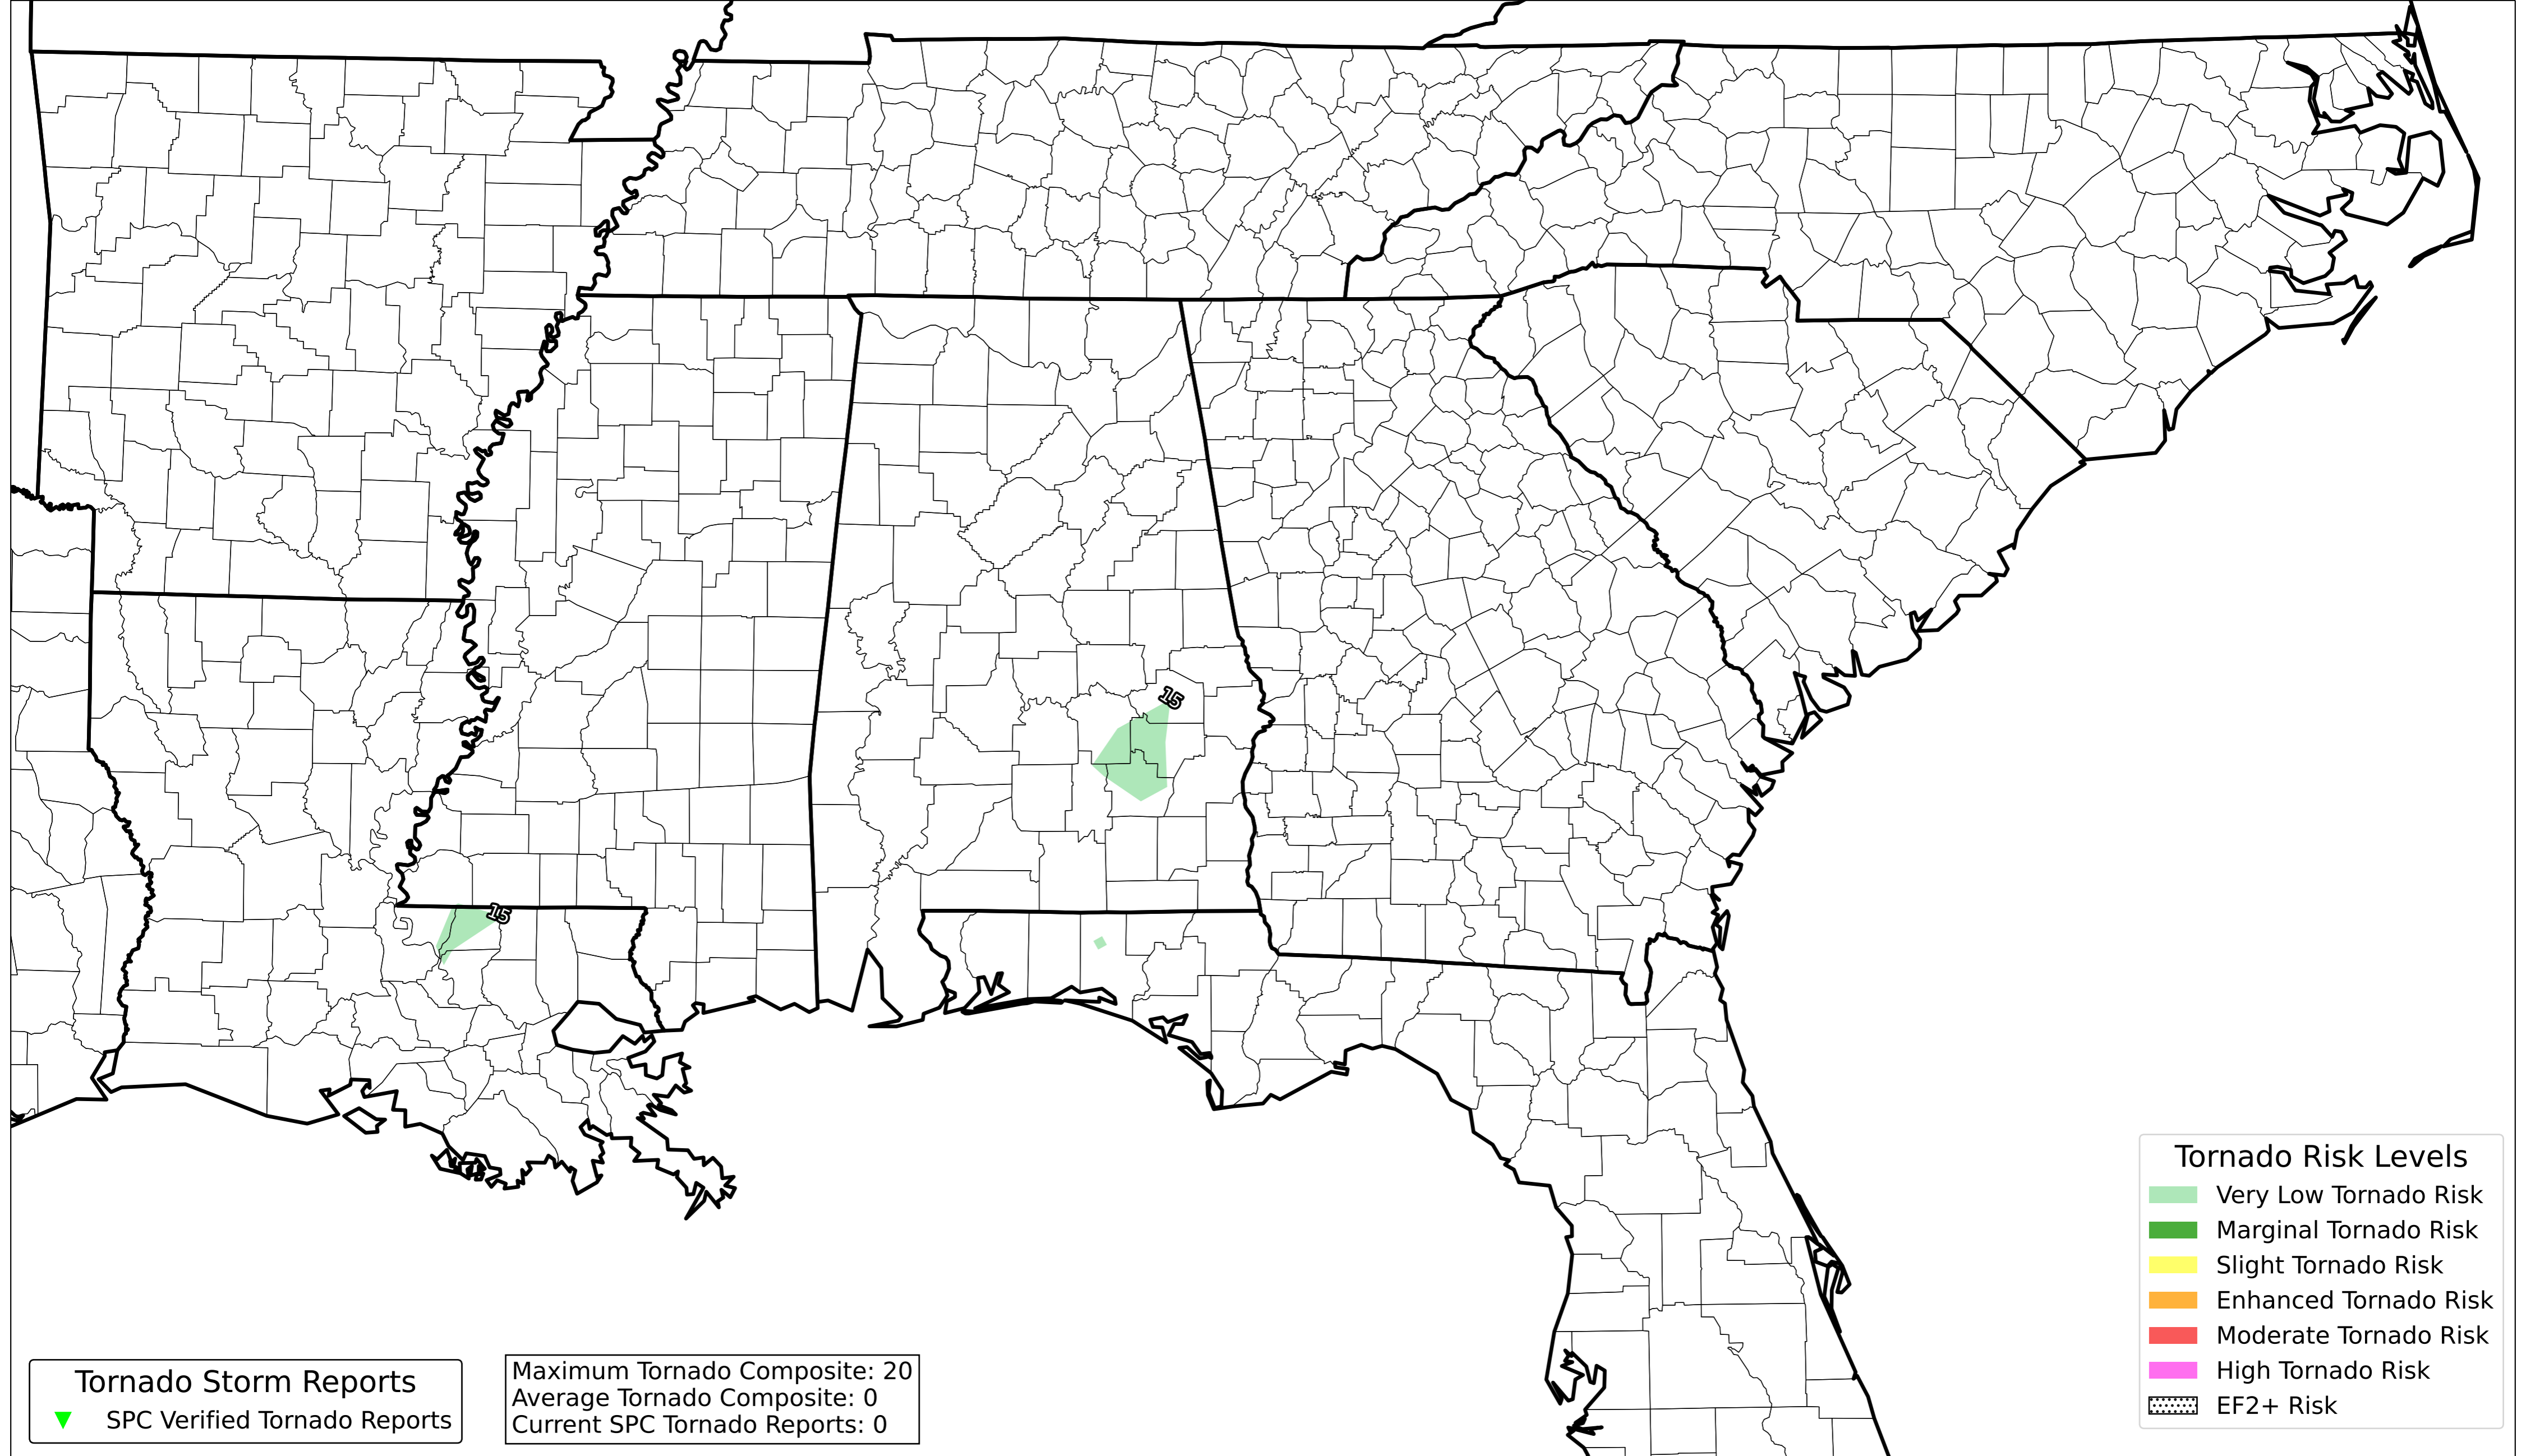 15
15
Tornado Risk Levels
Very Low Tornado Risk
Marginal Tornado Risk
Slight Tornado Risk
Enhanced Tornado Risk
Moderate Tornado Risk
High Tornado Risk
EF2+ Risk
Tornado Storm Reports
SPC Verified Tornado Reports
Maximum Tornado Composite: 20
Average Tornado Composite: 0
Current SPC Tornado Reports: 0